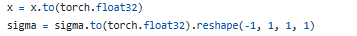 x = x.to(torch.float32)
sigma = sigma.to(torch.float32).reshape(-1, 1, 1, 1)